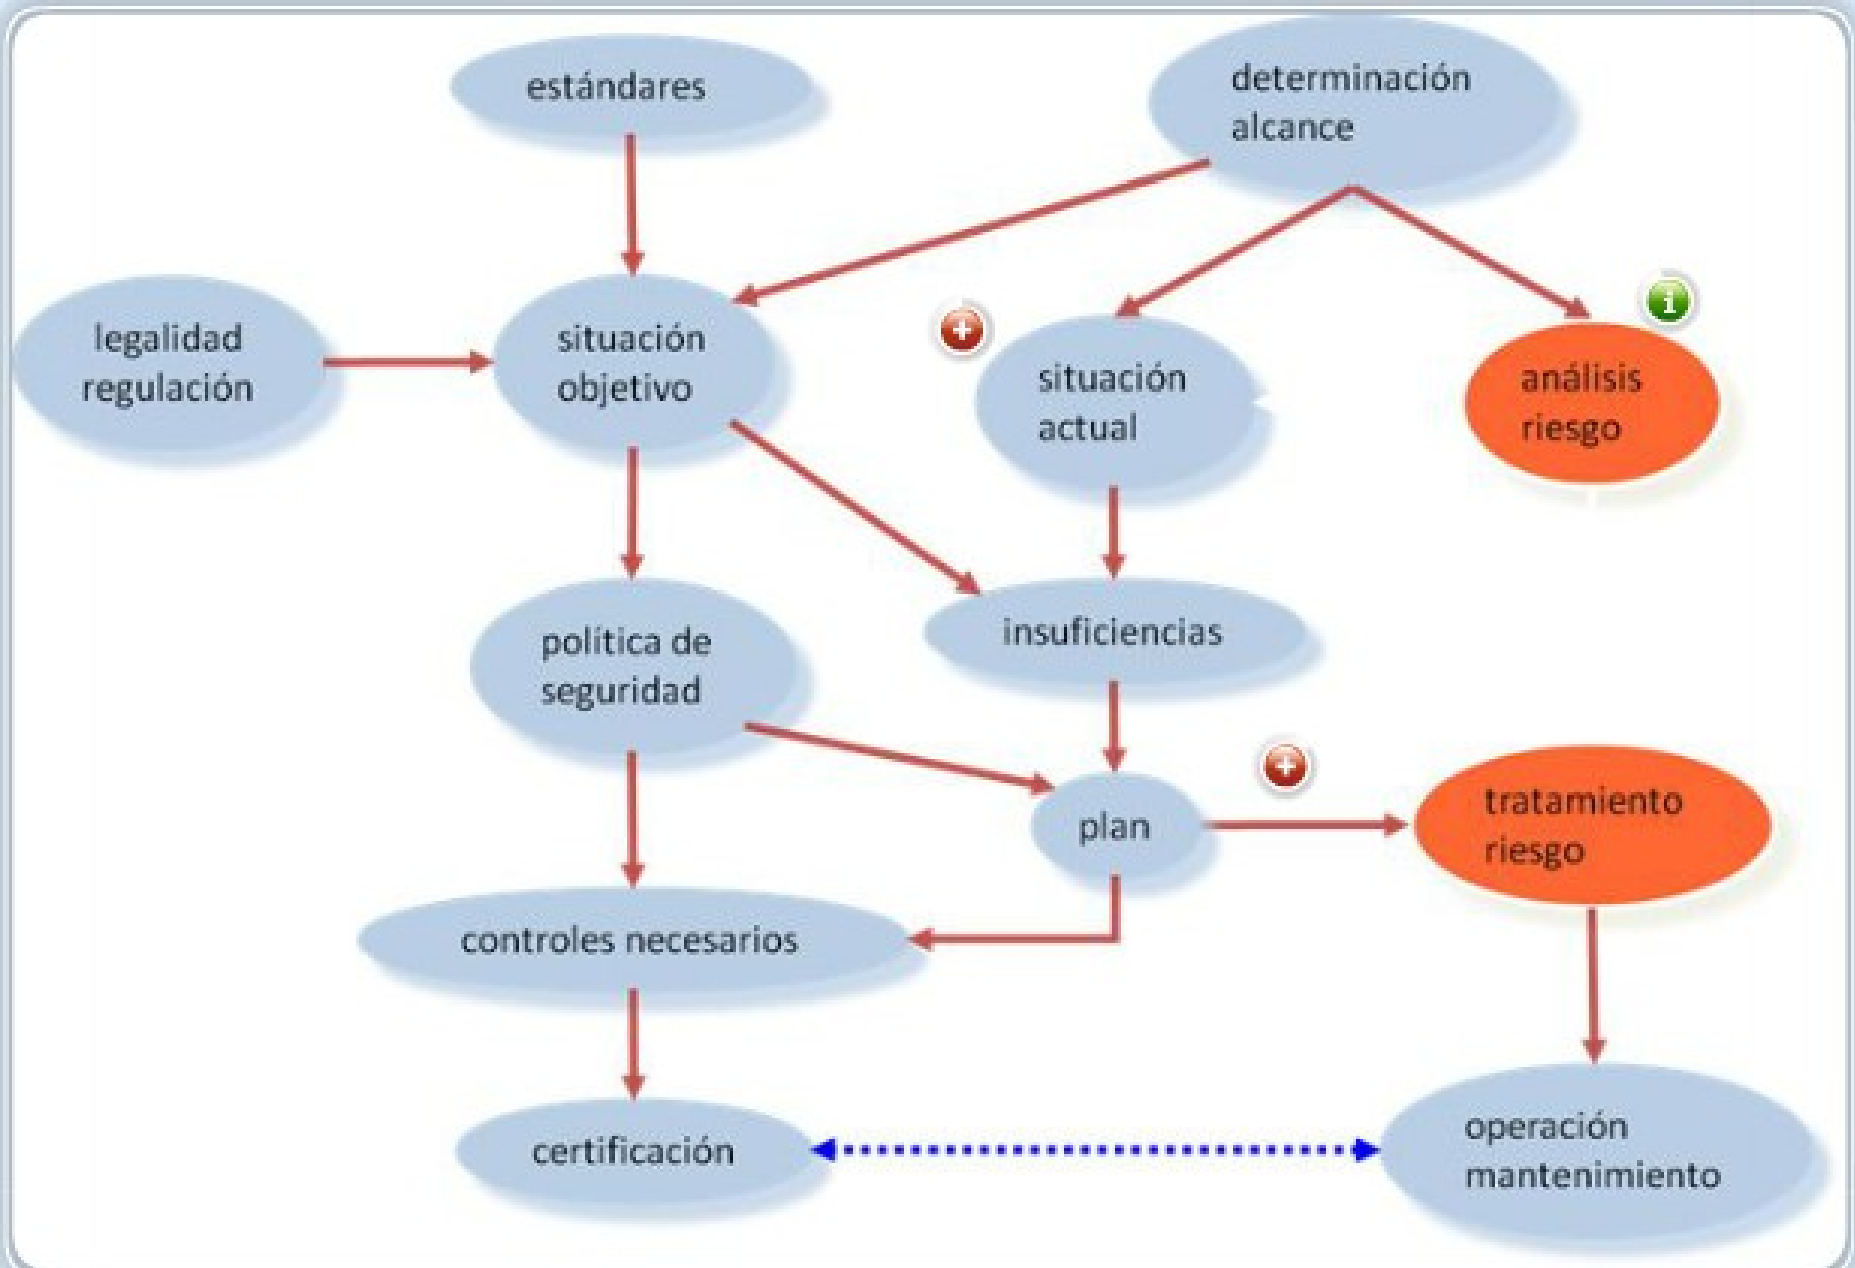 estándares
determinación
alcance
legalidad
regulación
situación
objetivo
situación
actual
análisis
riesgo
política de
seguridad
insuficiencias
plan
tratamiento
riesgo
controles necesarios
certificación
operación
mantenimiento